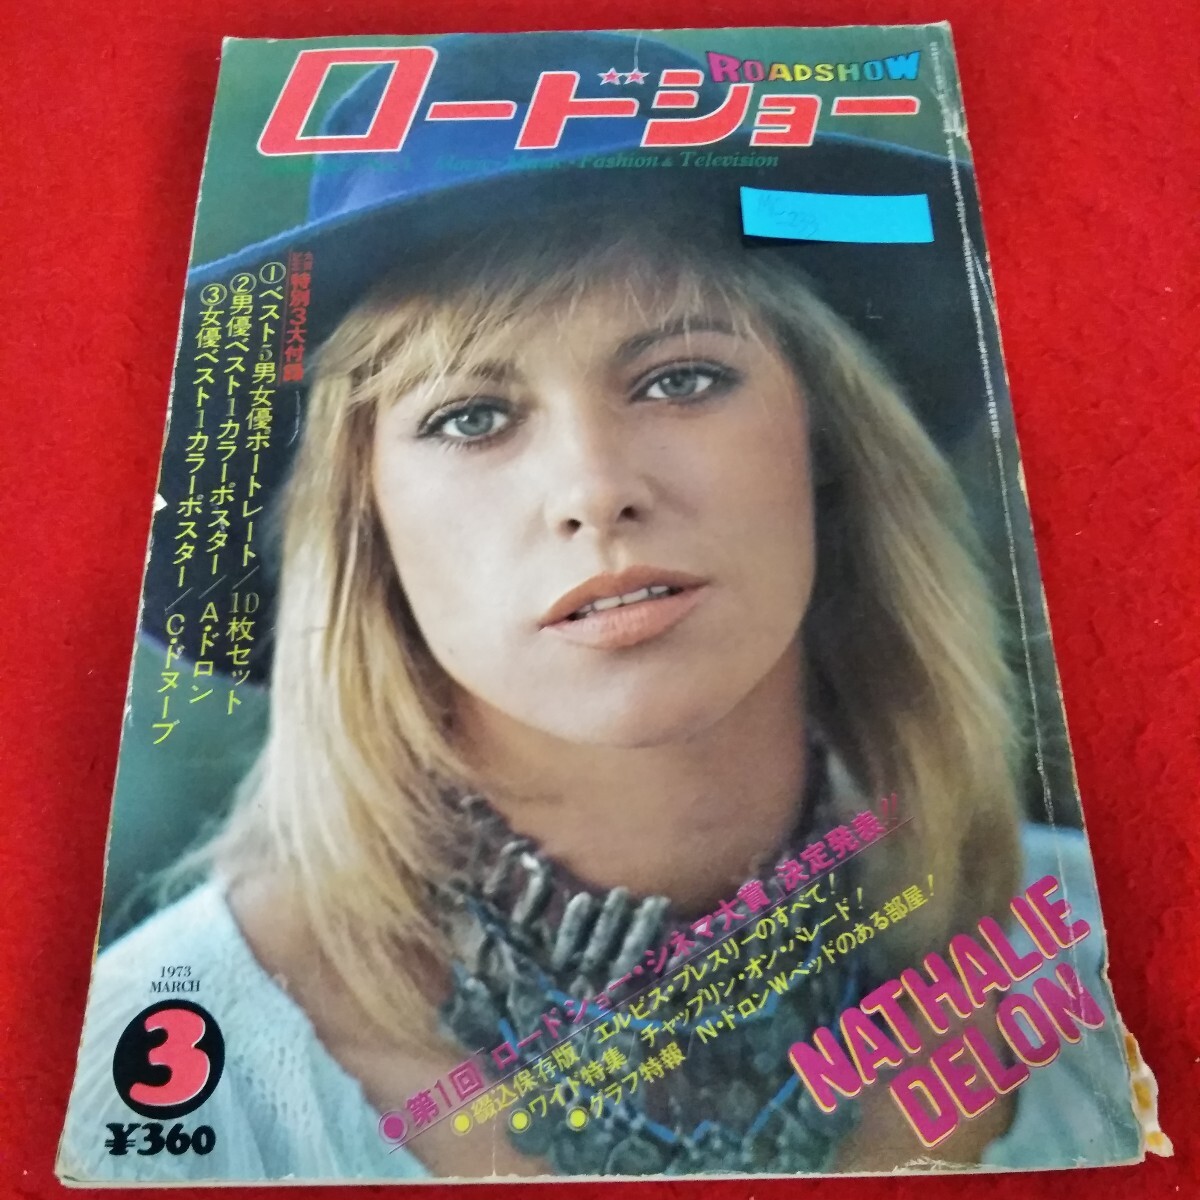 ROADSHOW
ロードショー
Fashion & Television
特別3大付録
①ベスト5男女優ポートレート/10枚セット
②男優ベスト1カラーポスター/A・ドロン
③女優ベスト1カラーポスター/C・ドヌーブ
●第1回 ロードショー・シネマ大賞 決定発表!!
●綴込保存版 エルビス・プレスリーのすべて!
●ワイド特集 チャップリン・オン・パレード!
●グラフ特報/N・ドロンWベッドのある部屋!
NATHALIE
DELON
1973
MARCH
3
¥360